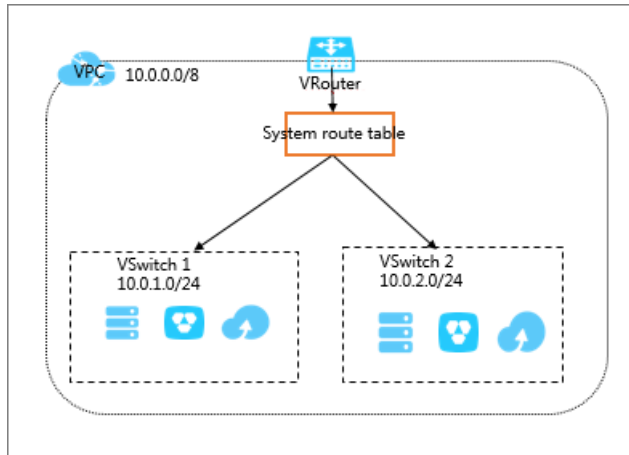 VPC 10.0.0.0/8
VRouter
System route table
VSwitch 1
10.0.1.0/24
VSwitch 2
10.0.2.0/24